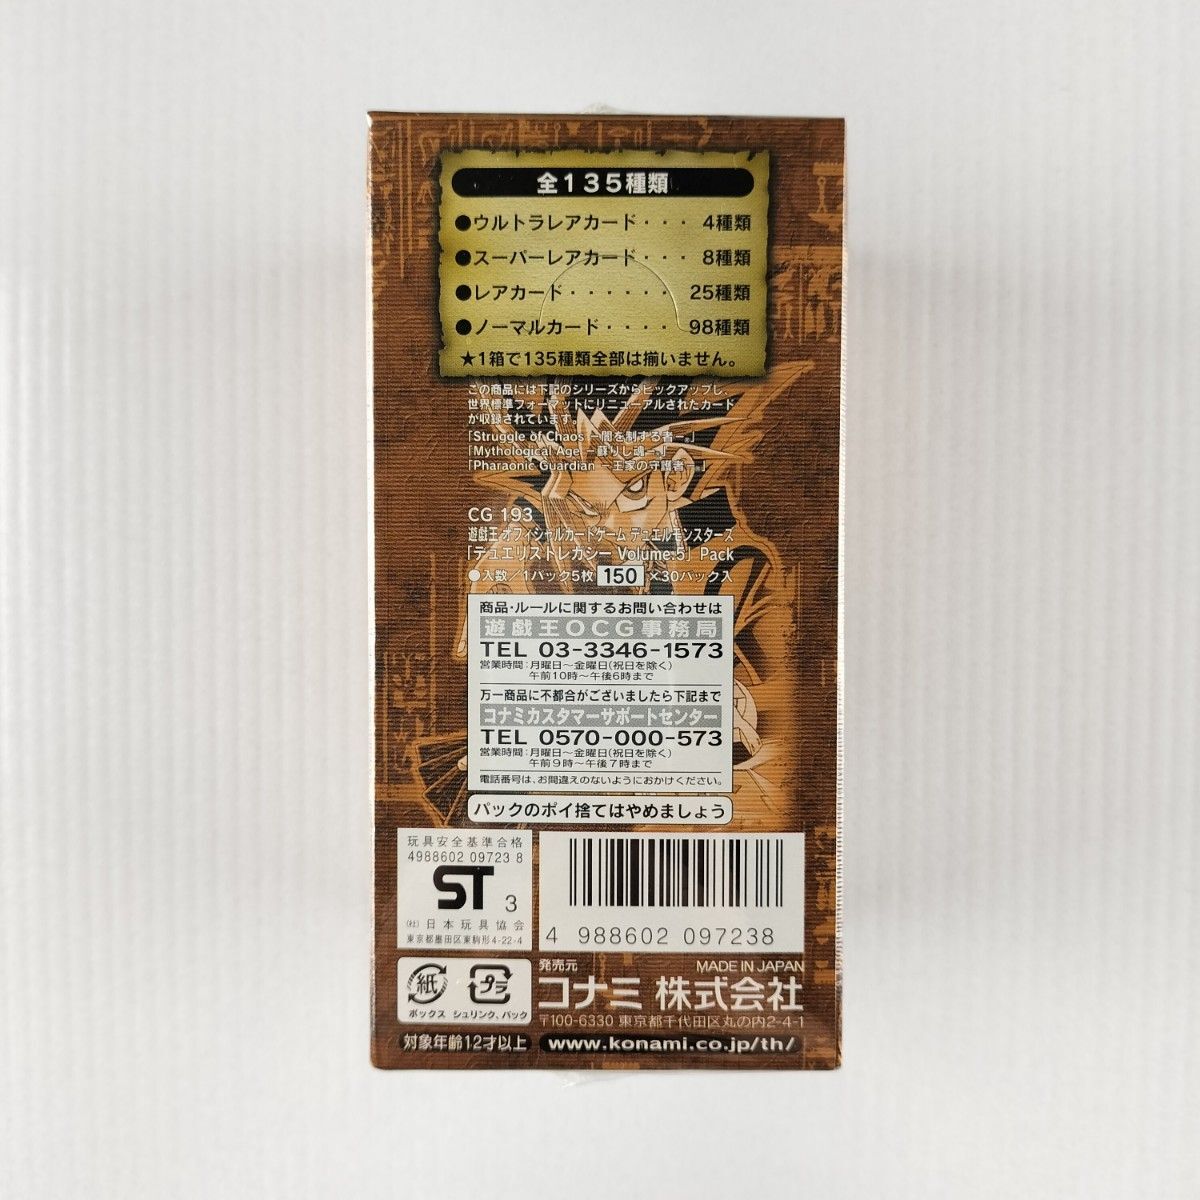 全135種類
●ウルトラレアカード・・・ 4種類
●スーパーレアカード・・・ 8種類
●レアカード・・・・・・ 25種類
●ノーマルカード・・・・ 98種類
★1箱で135種類全部は揃いません。
この商品には下記のシリーズからピックアップし、
世界標準フォーマットにリニューアルされたカード
が収録されています。
「Struggle of Chaos －闇を制する者－」
「Mythological Age －蘇りし魂－」
「Pharaonic Guardian －王家の守護者－」
CG 193
遊戯王 オフィシャルカードゲーム デュエルモンスターズ
「デュエリストレガシー Volume.5」 Pack
●入数/1パック5枚 150 ×30パック入
商品・ルールに関するお問い合わせは
遊戯王OCG事務局
TEL 03-3346-1573
営業時間：月曜日～金曜日(祝日を除く)
午前10時～午後6時まで
万一商品に不都合がございましたら下記まで
コナミカスタマーサポートセンター
TEL 0570-000-573
営業時間：月曜日～金曜日(祝日を除く)
午前9時～午後7時まで
電話番号は、お間違えのないようにおかけください。
パックのポイ捨てはやめましょう
玩具安全基準合格
4988602 09723 8
ST 3
(社)日本玩具協会
東京都墨田区東駒形4-22-4
4 988602 097238
紙
プラ
ボックス シュリンク、パック
発売元 MADE IN JAPAN
コナミ 株式会社
〒100-6330 東京都千代田区丸の内2-4-1
対象年齢12才以上
www.konami.co.jp/th/